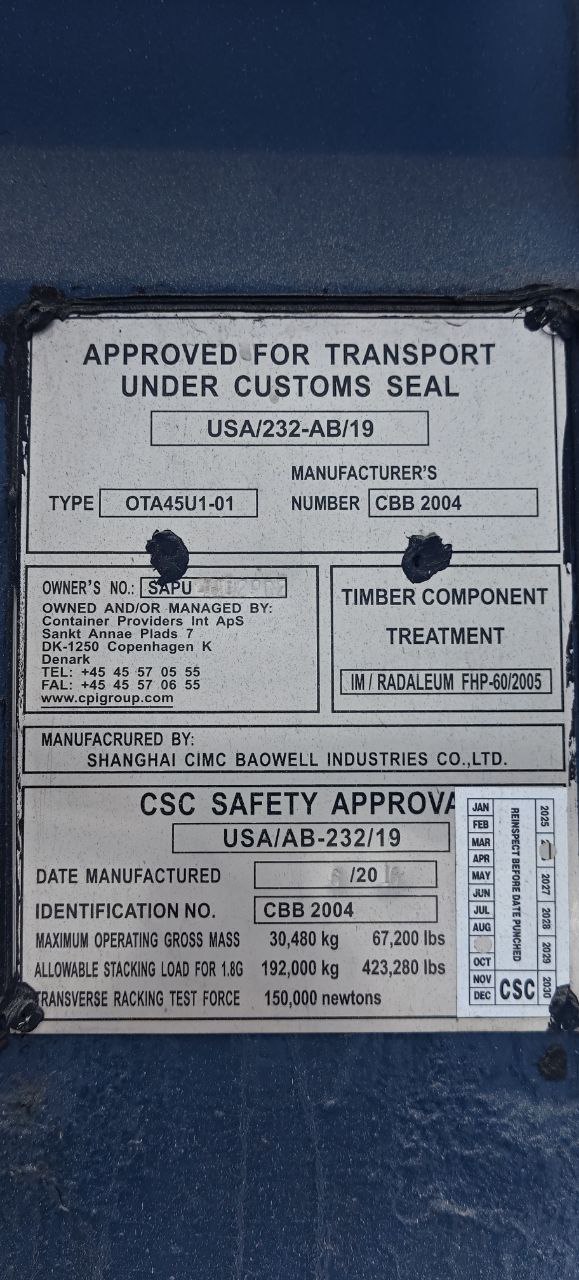 APPROVED FOR TRANSPORT
UNDER CUSTOMS SEAL
USA/232-AB/19
MANUFACTURER'S
TYPE OTA45U1-01 NUMBER CBB 2004
OWNER'S NO.: SAPU
OWNED AND/OR MANAGED BY:
Container Providers Int ApS
Sankt Annae Plads 7
DK-1250 Copenhagen K
Denark
TEL: +45 45 57 05 55
FAL: +45 45 57 06 55
www.cpigroup.com
TIMBER COMPONENT
TREATMENT
IM / RADALEUM FHP-60/2005
MANUFACRURED BY:
SHANGHAI CIMC BAOWELL INDUSTRIES CO.,LTD.
CSC SAFETY APPROVA
USA/AB-232/19
DATE MANUFACTURED /20
IDENTIFICATION NO. CBB 2004
MAXIMUM OPERATING GROSS MASS 30,480 kg 67,200 lbs
ALLOWABLE STACKING LOAD FOR 1.8G 192,000 kg 423,280 lbs
TRANSVERSE RACKING TEST FORCE 150,000 newtons
JAN
FEB
MAR
APR
MAY
JUN
JUL
AUG
OCT
NOV
DEC
REINSPECT BEFORE DATE PUNCHED
CSC
2025
2027
2028
2029
2030